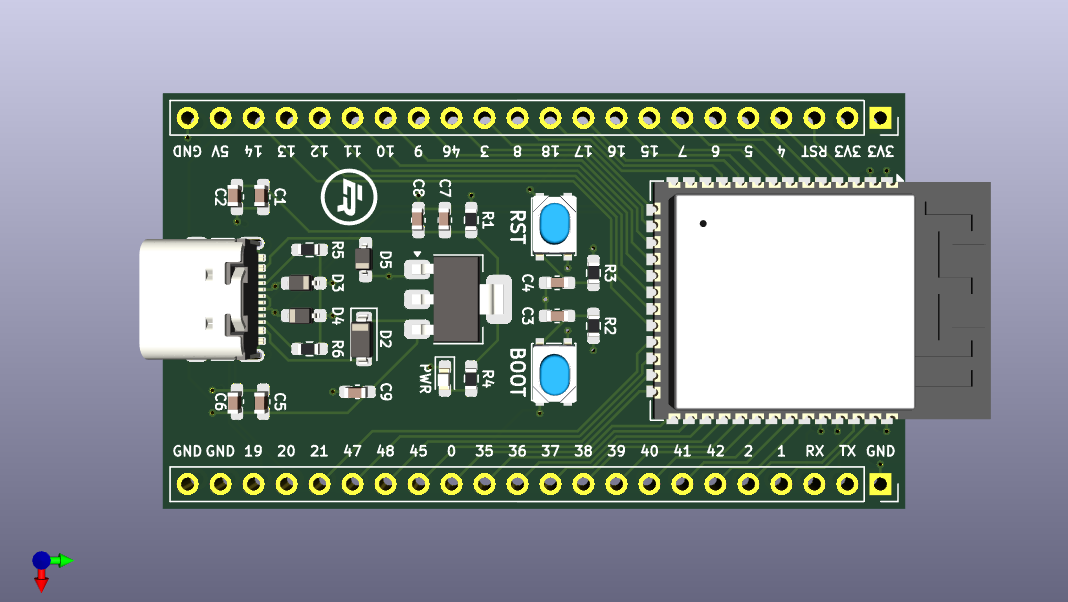 GND 5V 14 13 12 11 10 9 46 3 8 18 17 16 15 7 6 5 4 RST 3V3 3V3
C2 C1 ER C8 C7 R1 RST
R5 D5 R3
D3 C4
D4 C3 R2
R6 D2 BOOT
PWR R4
C9
C6 C5
GND GND 19 20 21 47 48 45 0 35 36 37 38 39 40 41 42 2 1 RX TX GND